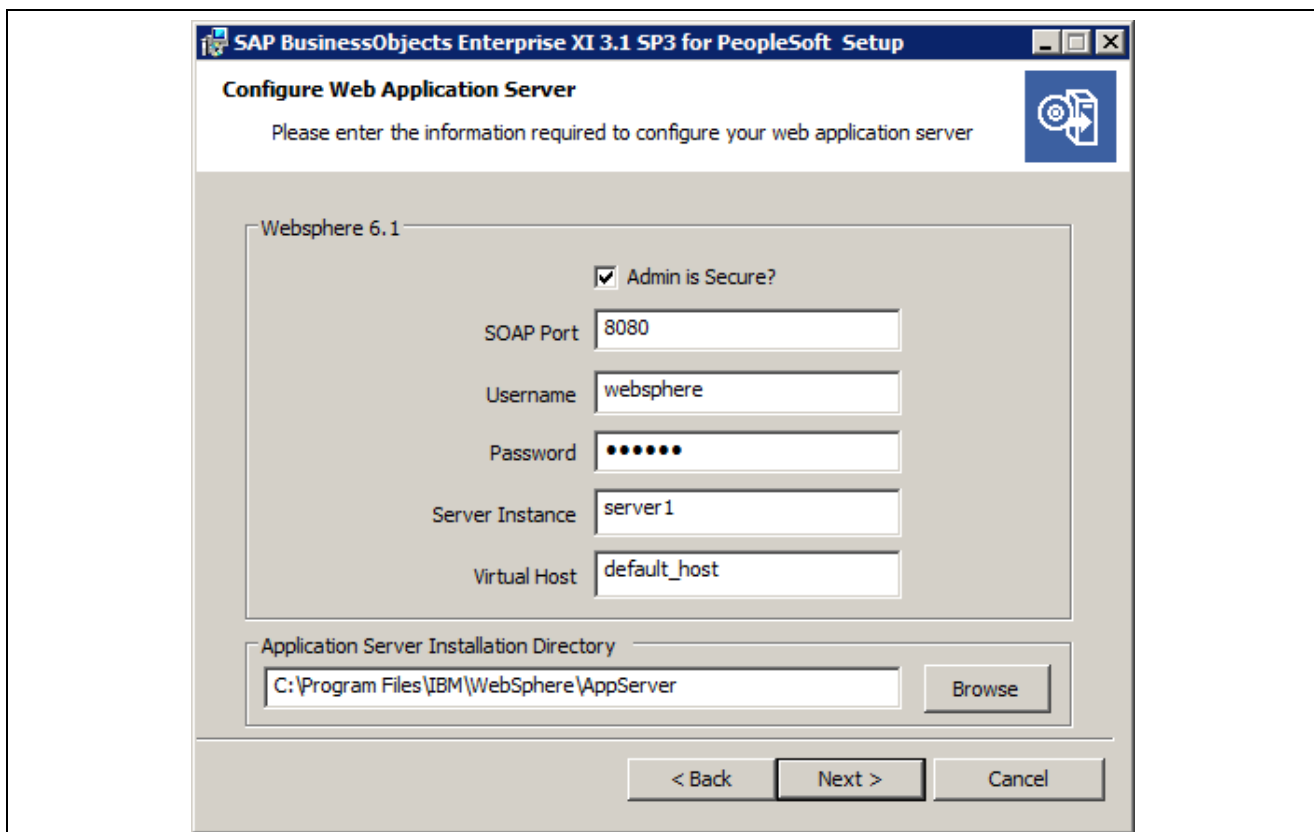 SAP BusinessObjects Enterprise XI 3.1 SP3 for PeopleSoft Setup
Configure Web Application Server
Please enter the information required to configure your web application server
Websphere 6.1
Admin is Secure?
SOAP Port 8080
Username websphere
Password ••••••
Server Instance server1
Virtual Host default_host
Application Server Installation Directory
C:\Program Files\IBM\WebSphere\AppServer Browse
< Back Next > Cancel